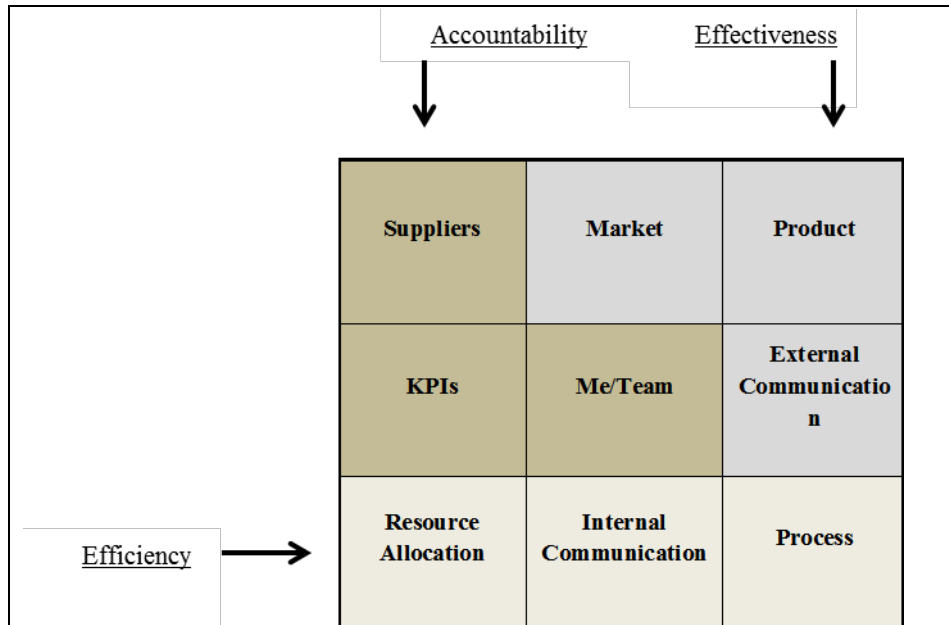 Accountability Effectiveness
Suppliers Market Product
KPIs Me/Team External
Communicatio
n
Resource
Allocation
Internal
Communication
Process
Efficiency